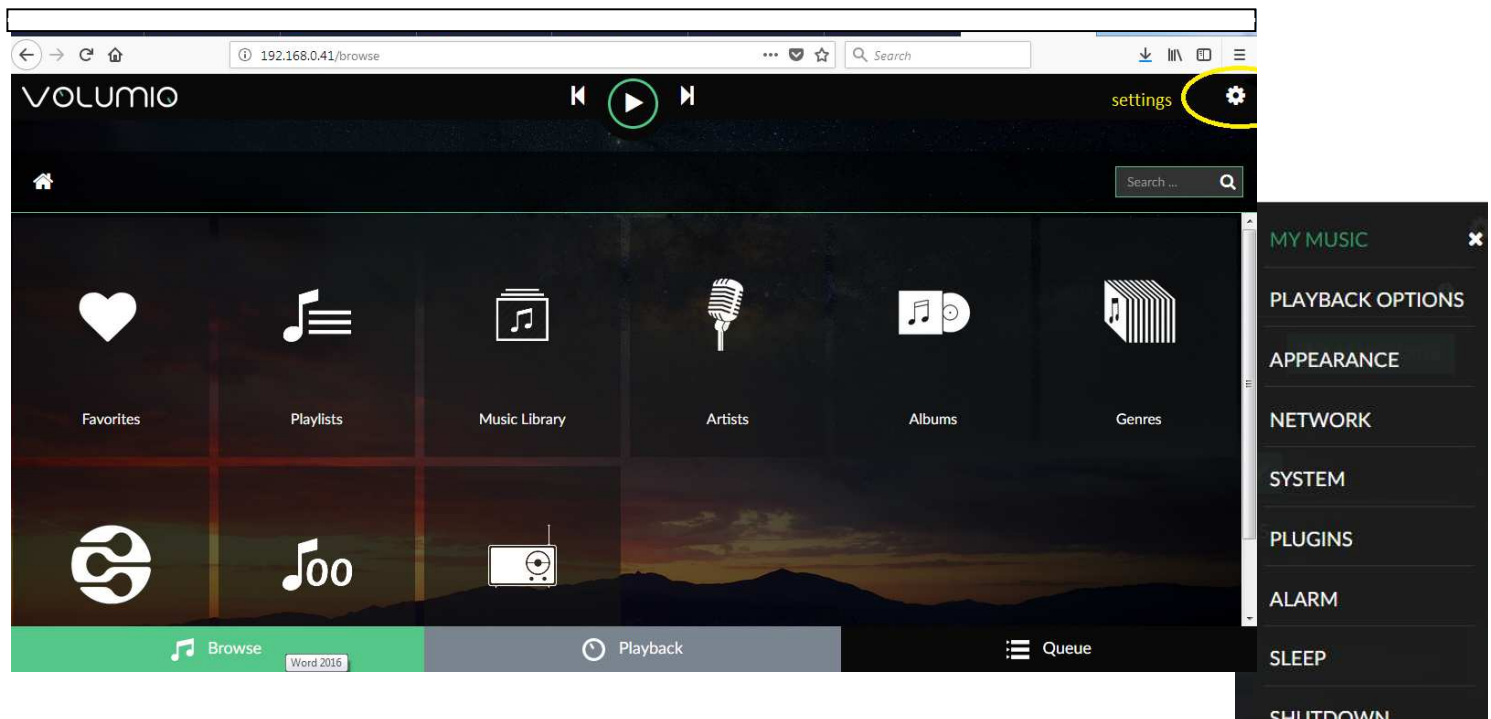 192.168.0.41/browse
Search
VOLUMIO
settings
Search ...
Favorites
Playlists
Music Library
Artists
Albums
Genres
Browse
Word 2016
Playback
Queue
MY MUSIC
PLAYBACK OPTIONS
APPEARANCE
NETWORK
SYSTEM
PLUGINS
ALARM
SLEEP
SHUTDOWN